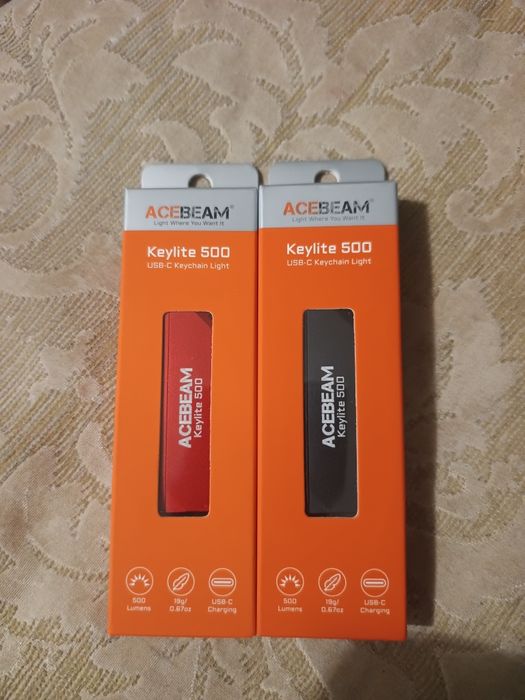 ACEBEAM®
Light Where You Want It
Keylite 500
USB-C Keychain Light
ACEBEAM
Keylite 500
500
Lumens
19g/
0.67oz
USB-C
Charging
ACEBEAM®
Light Where You Want It
Keylite 500
USB-C Keychain Light
ACEBEAM
Keylite 500
500
Lumens
19g/
0.67oz
USB-C
Charging